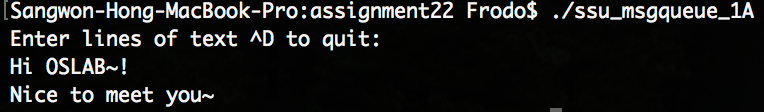 Sangwon-Hong-MacBook-Pro:assignment22 Frodo$ ./ssu_msgqueue_1A
Enter lines of text ^D to quit:
Hi OSLAB~!
Nice to meet you~